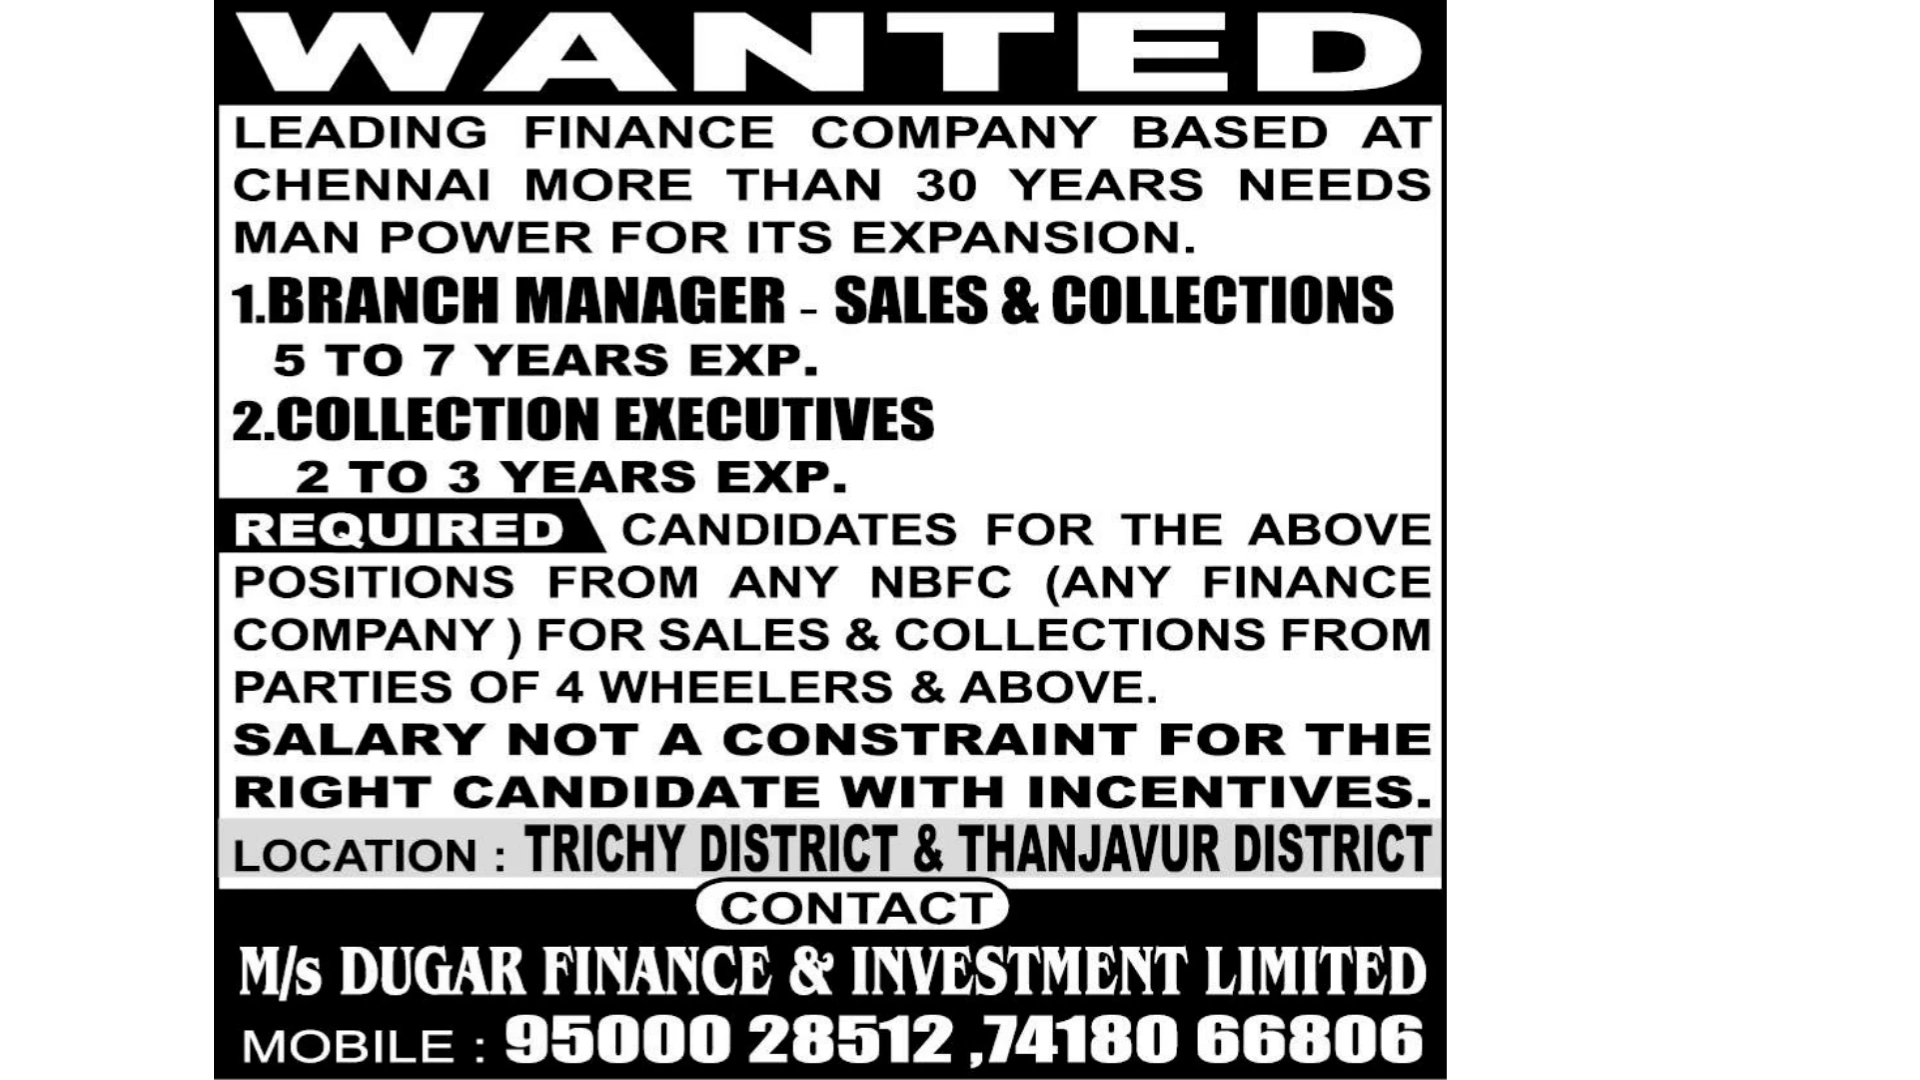 WANTED
LEADING FINANCE COMPANY BASED AT
CHENNAI MORE THAN 30 YEARS NEEDS
MAN POWER FOR ITS EXPANSION.
1.BRANCH MANAGER - SALES & COLLECTIONS
5 TO 7 YEARS EXP.
2.COLLECTION EXECUTIVES
2 TO 3 YEARS EXP.
REQUIRED CANDIDATES FOR THE ABOVE
POSITIONS FROM ANY NBFC (ANY FINANCE
COMPANY ) FOR SALES & COLLECTIONS FROM
PARTIES OF 4 WHEELERS & ABOVE.
SALARY NOT A CONSTRAINT FOR THE
RIGHT CANDIDATE WITH INCENTIVES.
LOCATION : TRICHY DISTRICT & THANJAVUR DISTRICT
CONTACT
M/s DUGAR FINANCE & INVESTMENT LIMITED
MOBILE : 95000 28512 ,74180 66806